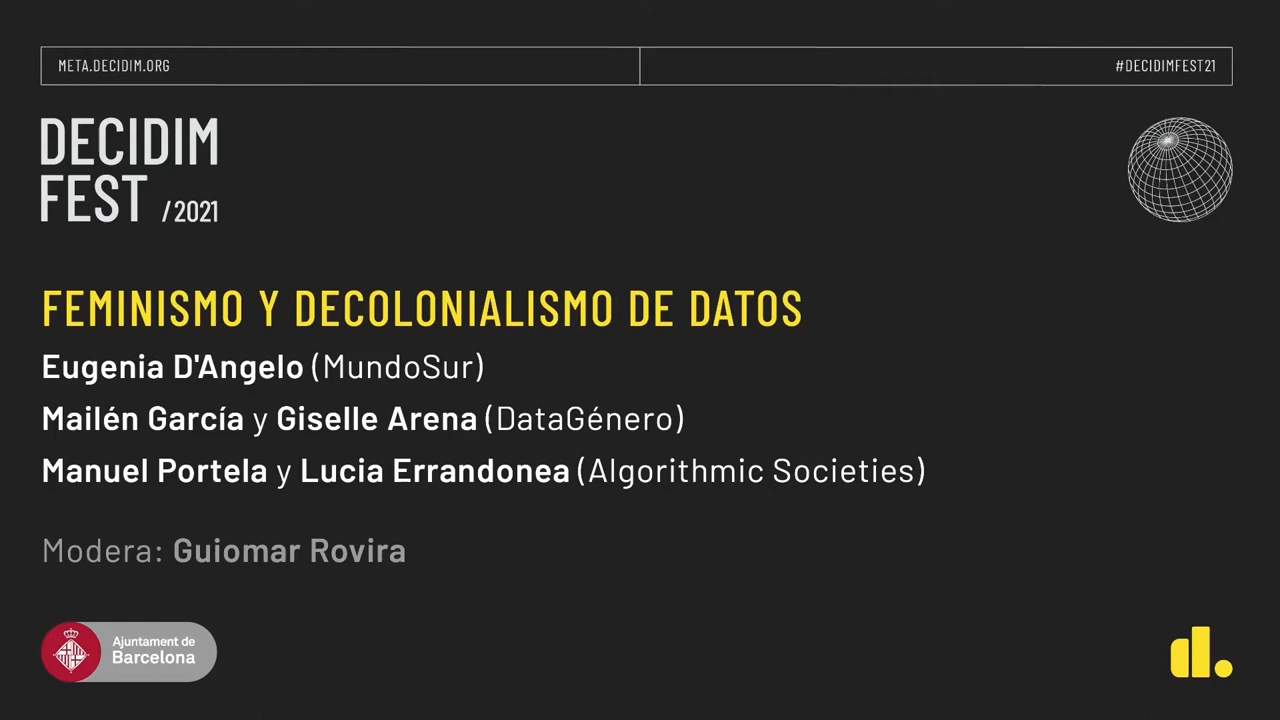 META.DECIDIM.ORG
#DECIDIMFEST21
DECIDIM
FEST /2021
FEMINISMO Y DECOLONIALISMO DE DATOS
Eugenia D'Angelo (MundoSur)
Mailén García y Giselle Arena (DataGénero)
Manuel Portela y Lucia Errandonea (Algorithmic Societies)
Modera: Guiomar Rovira
Ajuntament de
Barcelona
d.